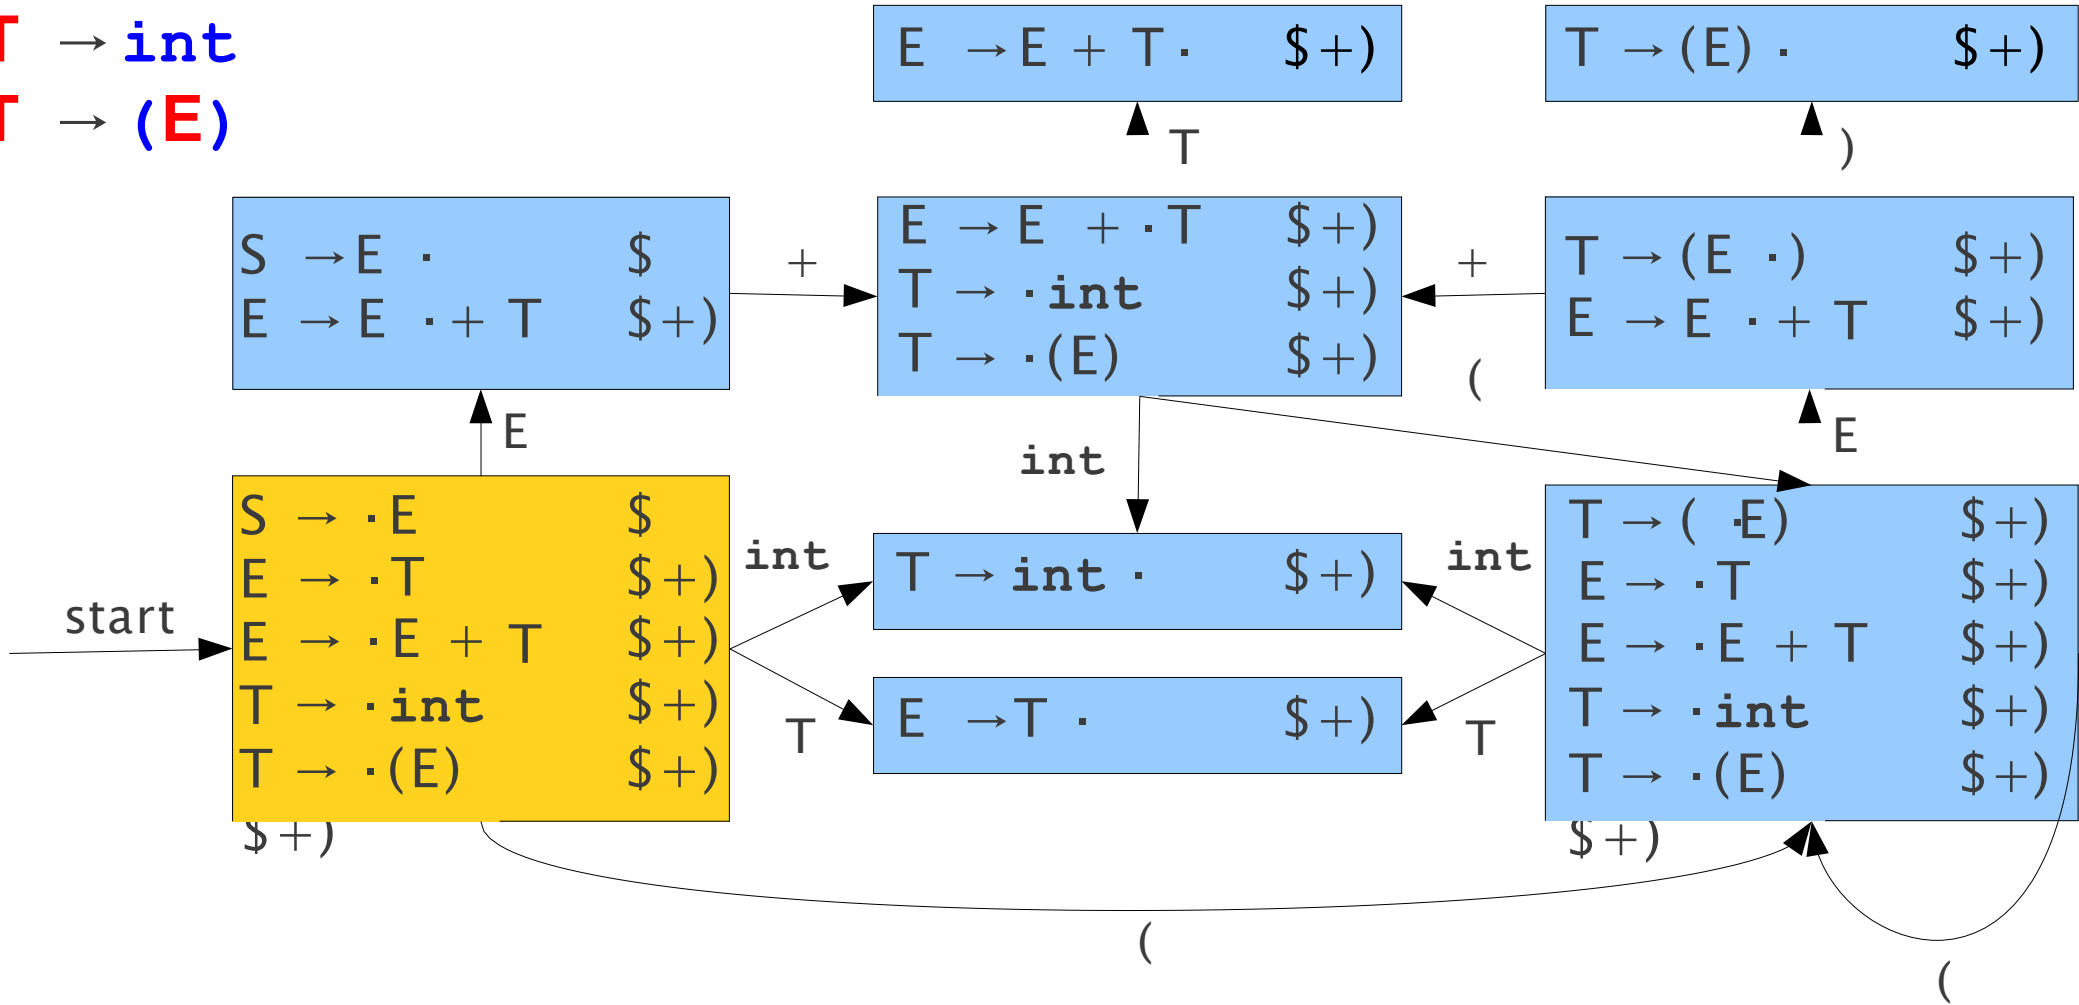 T → int
T → (E)
E → E + T · $+)
T → (E) · $+)
T
)
S → E · $
E → E · + T $+)
+
E → E + · T $+)
T → · int $+)
T → · (E) $+)
+
(
T → (E ·) $+)
E → E · + T $+)
E
int
E
start
S → · E $
E → · T $+)
E → · E + T $+)
T → · int $+)
T → · (E) $+)
$+)
int
T
T → int · $+)
E → T · $+)
int
T
T → ( · E) $+)
E → · T $+)
E → · E + T $+)
T → · int $+)
T → · (E) $+)
$+)
(
(